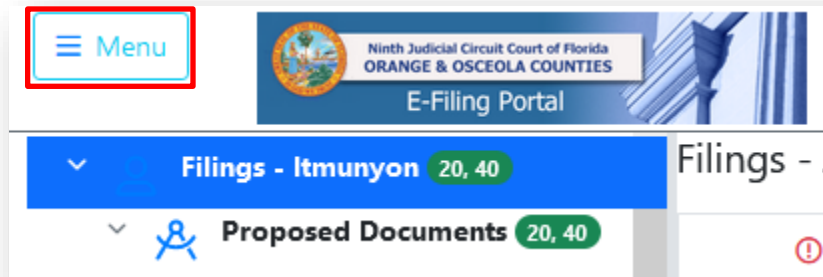 Menu
Ninth Judicial Circuit Court of Florida
ORANGE & OSCEOLA COUNTIES
E-Filing Portal
Filings - Itmunyon 20, 40
Filings -
Proposed Documents 20, 40